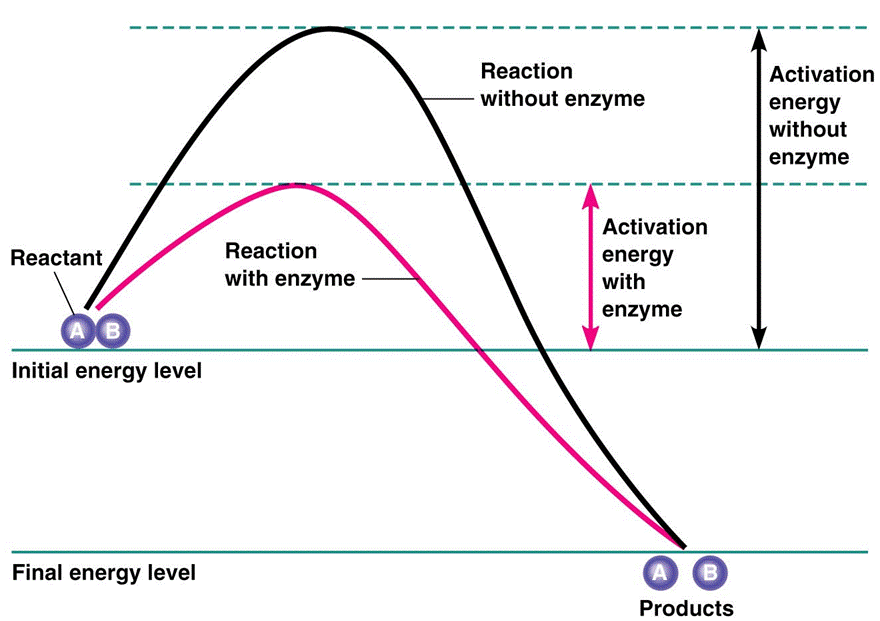 Reaction
without enzyme
Activation
energy
without
enzyme
Reactant
Reaction
with enzyme
Activation
energy
with
enzyme
A B
Initial energy level
Final energy level
A B
Products